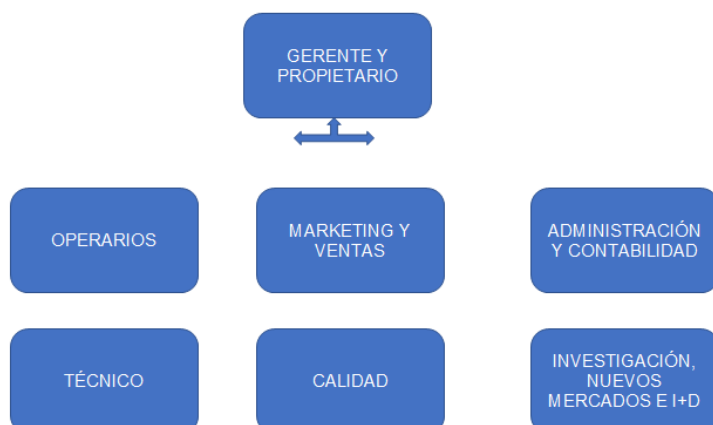 GERENTE Y
PROPIETARIO
OPERARIOS
MARKETING Y
VENTAS
ADMINISTRACIÓN
Y CONTABILIDAD
TÉCNICO
CALIDAD
INVESTIGACIÓN,
NUEVOS
MERCADOS E I+D